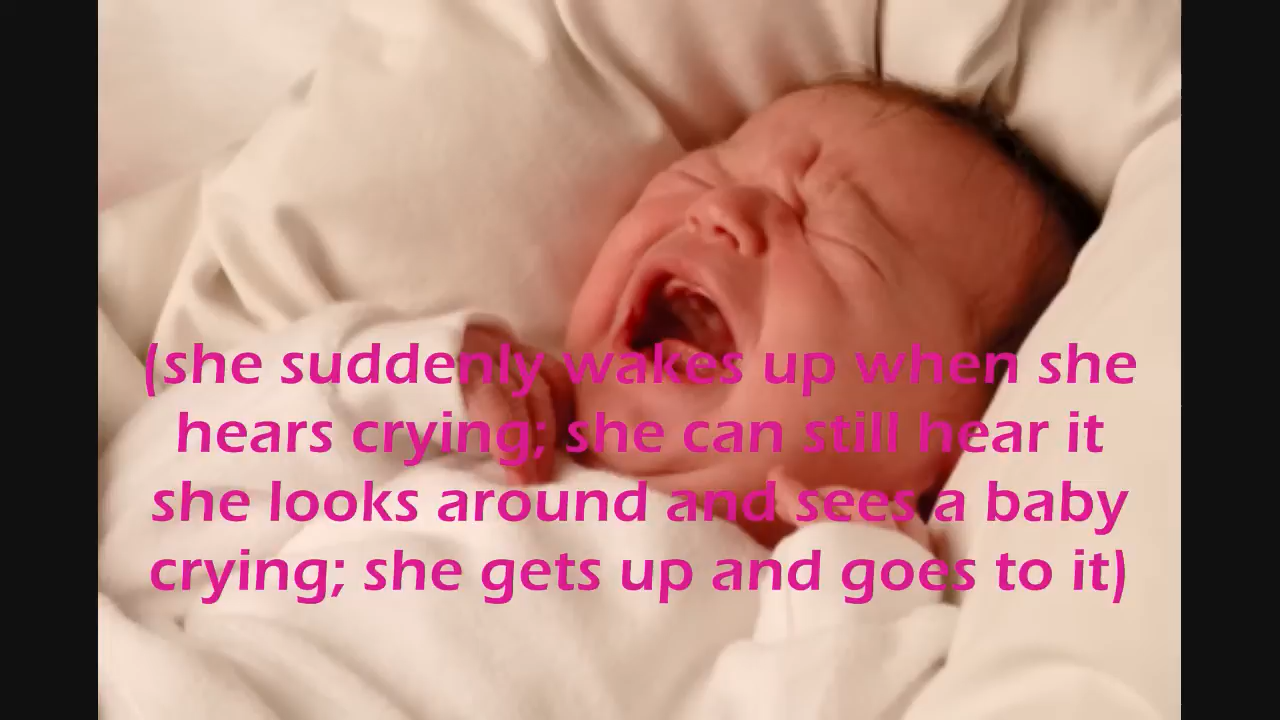 (she suddenly wakes up when she
hears crying; she can still hear it
she looks around and sees a baby
crying; she gets up and goes to it)